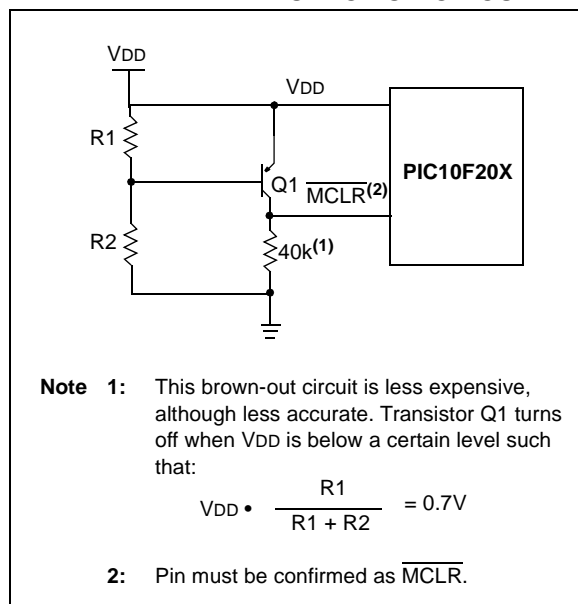 VDD
VDD
R1
PIC10F20X
Q1
MCLR(2)
R2
40k(1)
Note 1: This brown-out circuit is less expensive,
although less accurate. Transistor Q1 turns
off when VDD is below a certain level such
that:
VDD • R1 / R1 + R2 = 0.7V
2: Pin must be confirmed as MCLR.